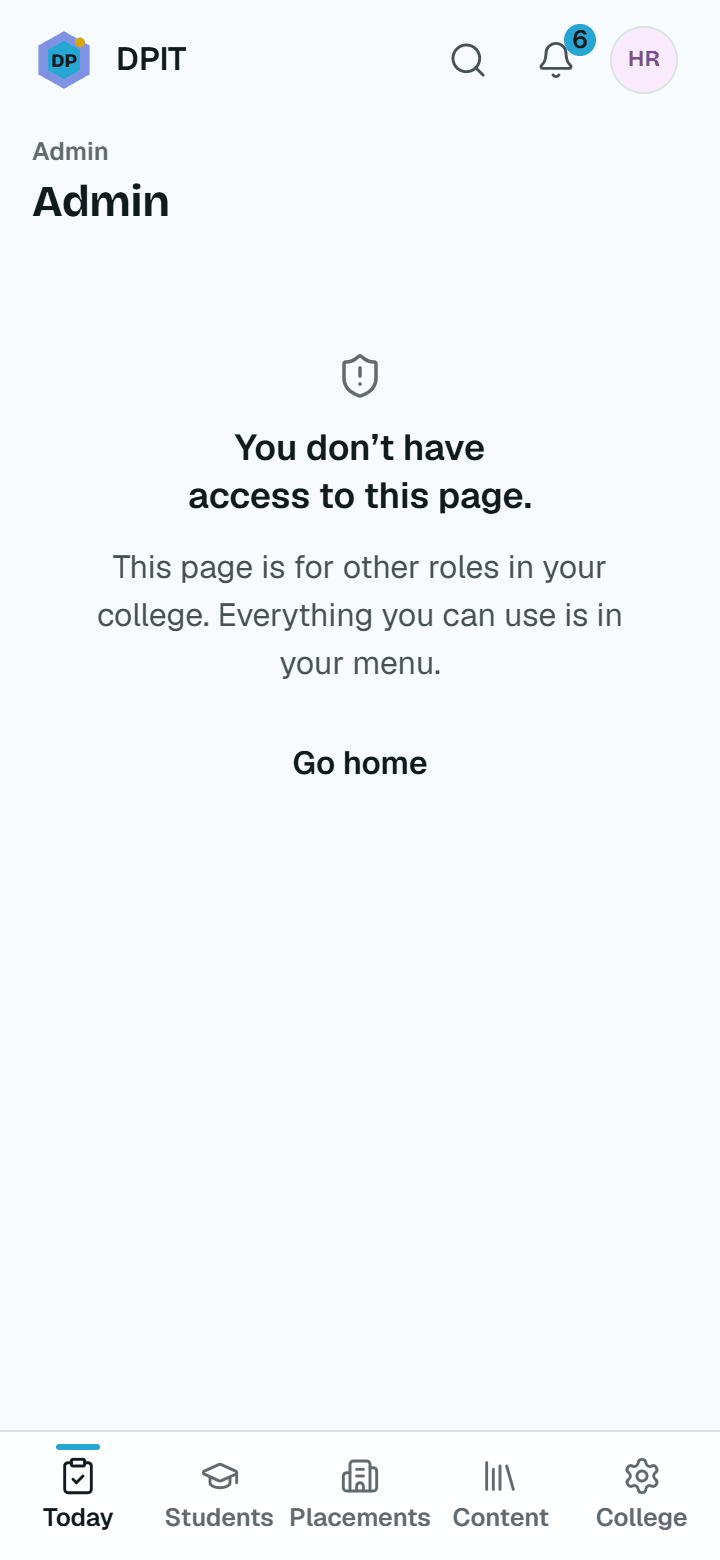 DP
DPIT
6
HR
Admin
Admin
You don’t have
access to this page.
This page is for other roles in your
college. Everything you can use is in
your menu.
Go home
Today
Students
Placements
Content
College